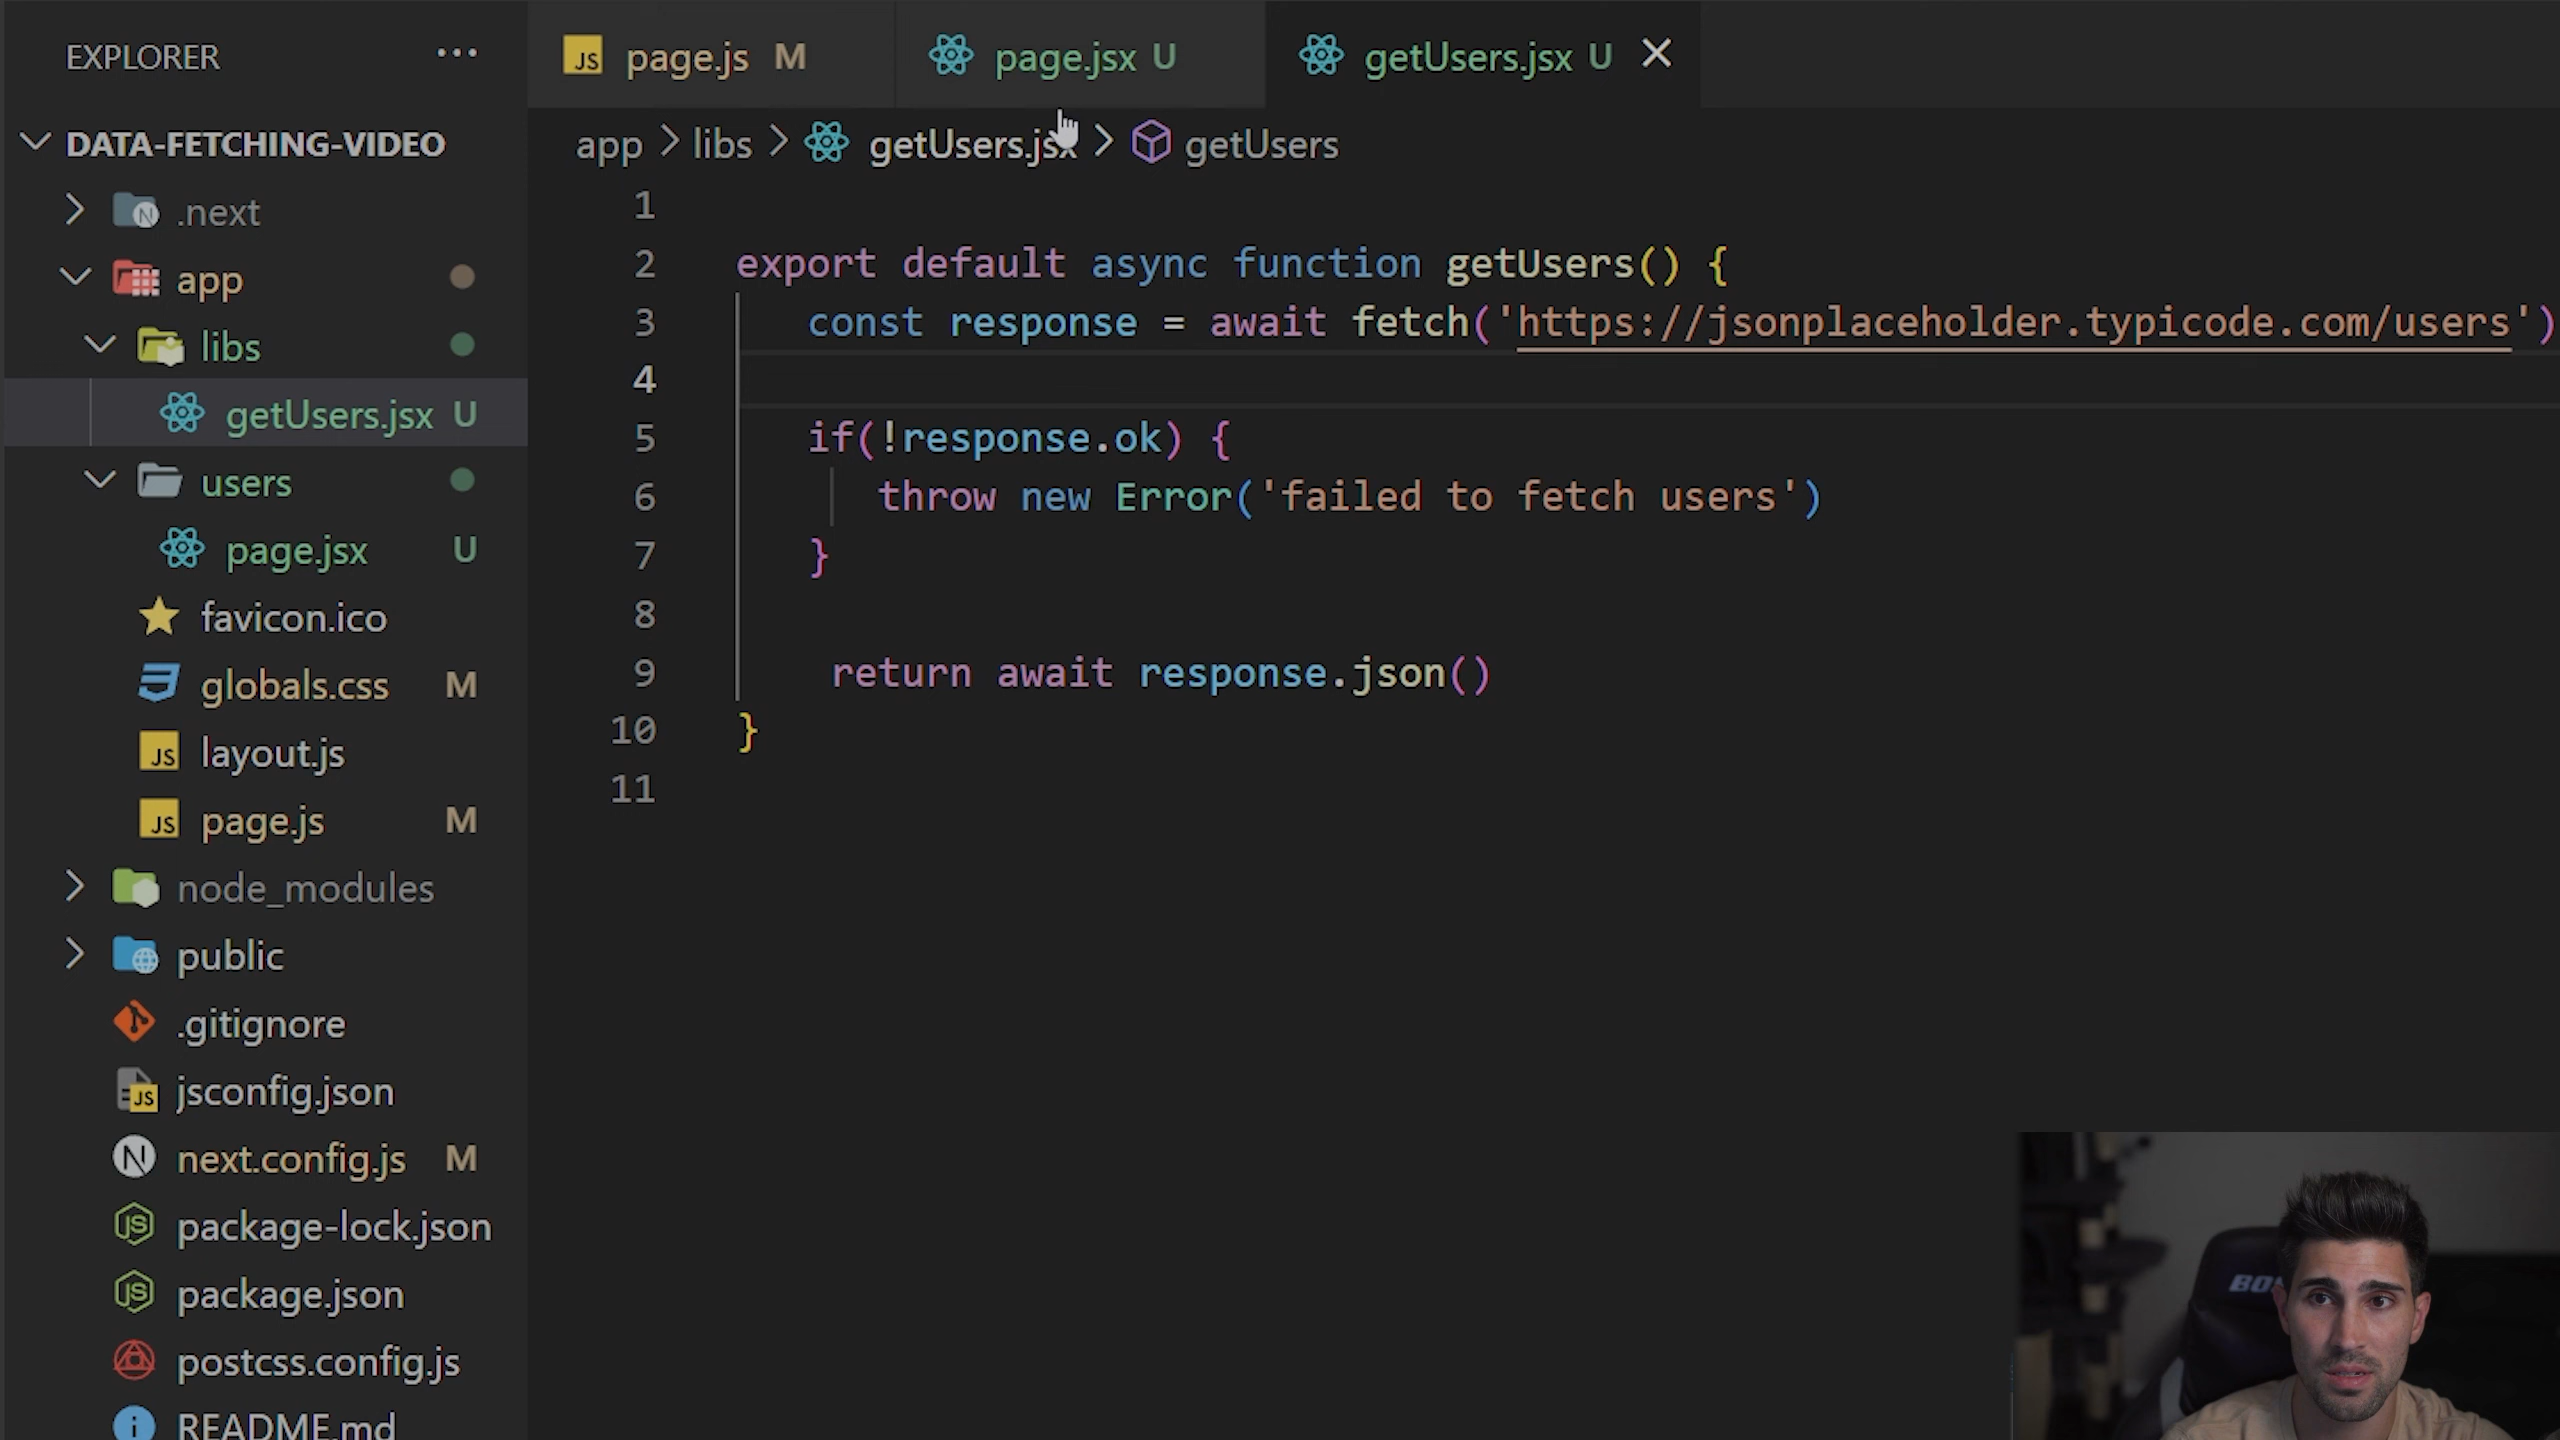 EXPLORER ...
DATA-FETCHING-VIDEO
.next
app
libs
getUsers.jsx U
users
page.jsx U
favicon.ico
globals.css M
layout.js
page.js M
node_modules
public
.gitignore
jsconfig.json
next.config.js M
package-lock.json
package.json
postcss.config.js
README.md
page.js M page.jsx U getUsers.jsx U
app > libs > getUsers.jsx > getUsers
1
2 export default async function getUsers() {
3 const response = await fetch('https://jsonplaceholder.typicode.com/users')
4
5 if(!response.ok) {
6 throw new Error('failed to fetch users')
7 }
8
9 return await response.json()
10 }
11